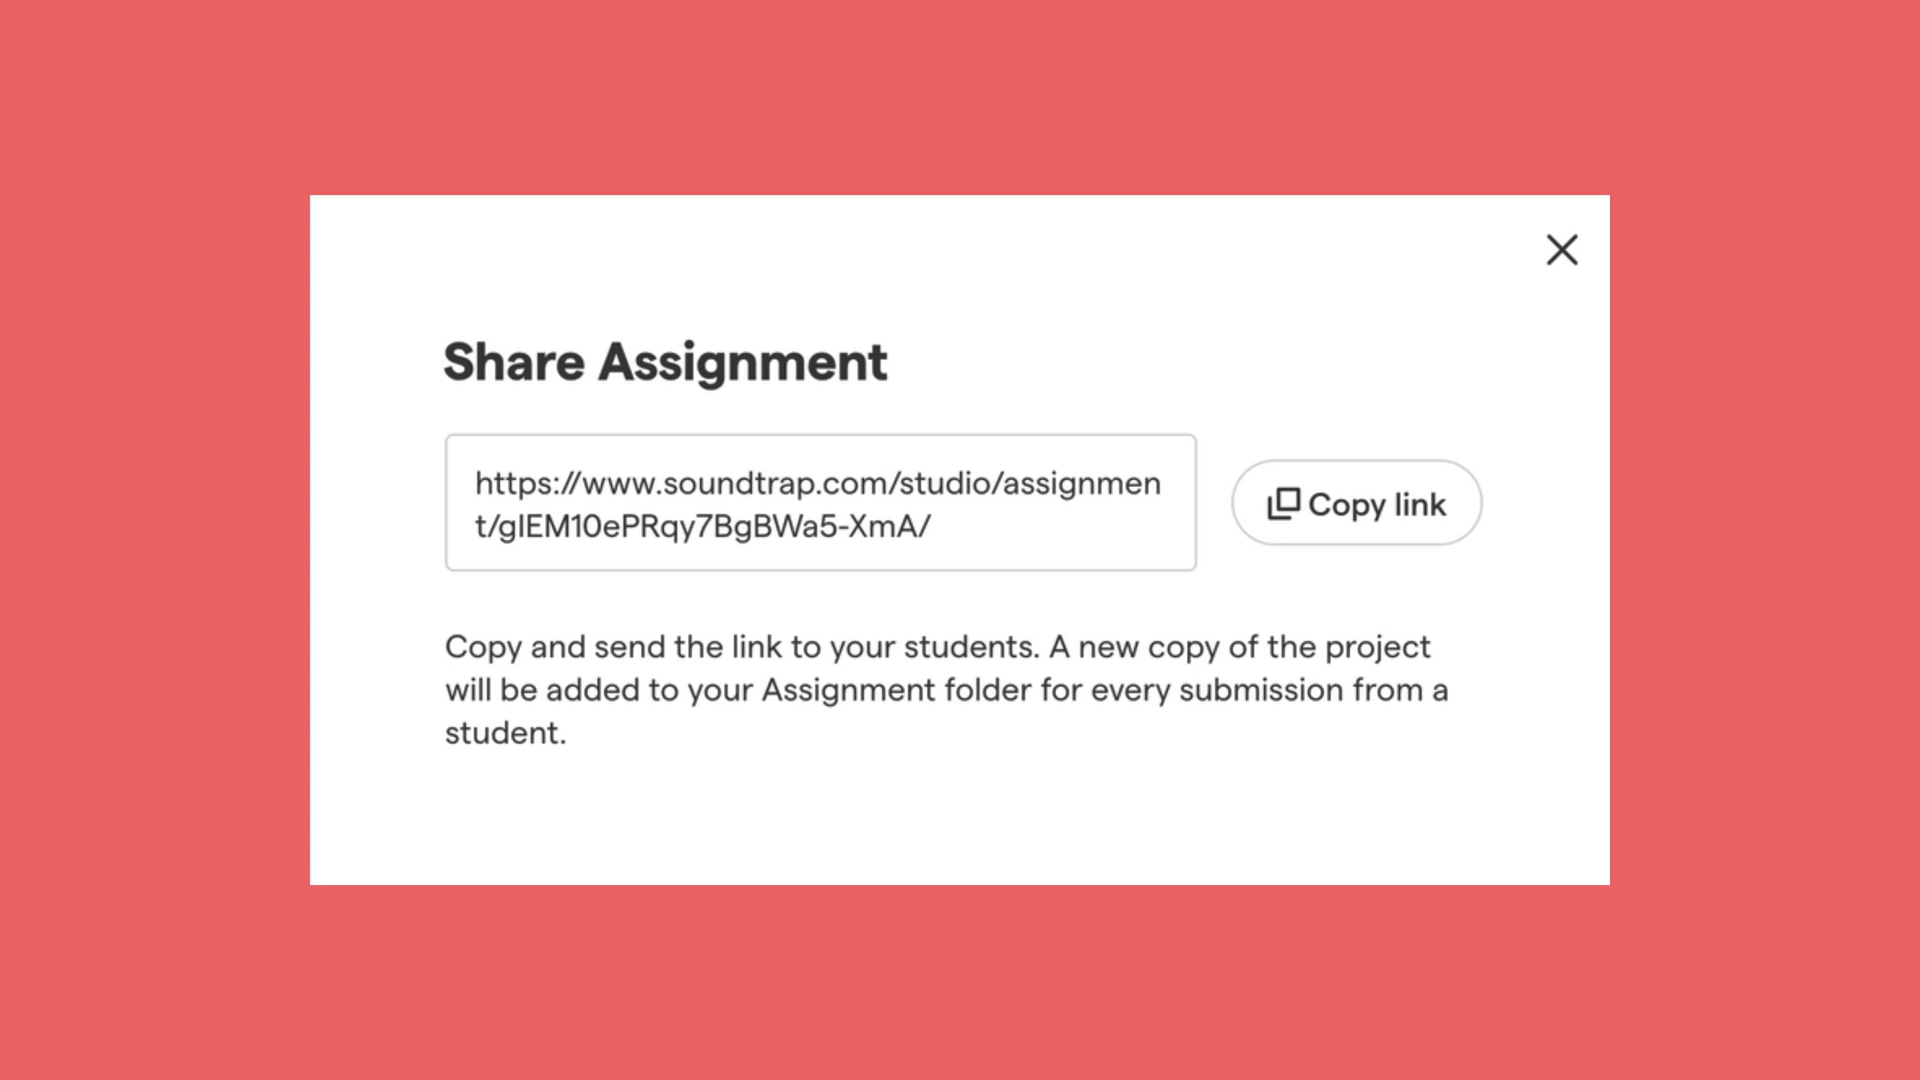 Share Assignment
https://www.soundtrap.com/studio/assignmen
t/gIEM10ePRqy7BgBWa5-XmA/
Copy link
Copy and send the link to your students. A new copy of the project
will be added to your Assignment folder for every submission from a
student.